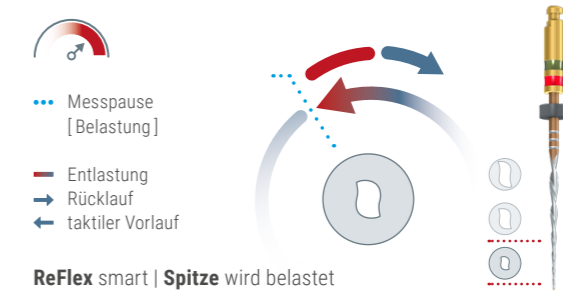 Messpause
[ Belastung ]
Entlastung
Rücklauf
taktiler Vorlauf
ReFlex smart | Spitze wird belastet